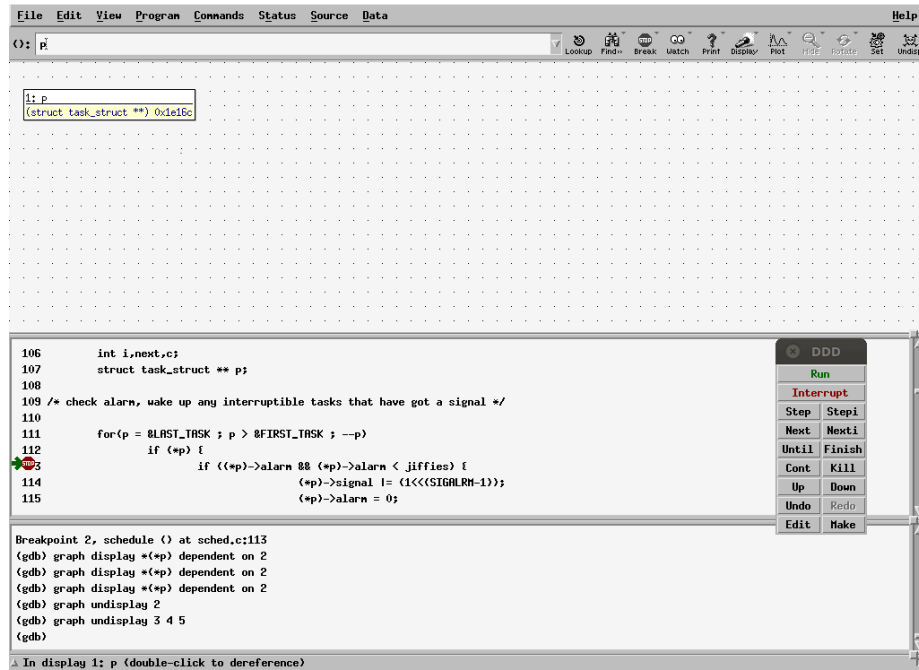 File Edit View Program Commands Status Source Data Help
(): p
Lookup Find» Break Watch Print Display Plot Hide Rotate Set Undisp
1: p
(struct task_struct **) 0x1e16c
106 int i,next,c;
107 struct task_struct ** p;
108
109 /* check alarm, wake up any interruptible tasks that have got a signal */
110
111 for(p = &LAST_TASK ; p > &FIRST_TASK ; --p)
112 if (*p) {
3 if ((*p)->alarm && (*p)->alarm < jiffies) {
114 (*p)->signal |= (1<<(SIGALRM-1));
115 (*p)->alarm = 0;
DDD
Run
Interrupt
Step Stepi
Next Nexti
Until Finish
Cont Kill
Up Down
Undo Redo
Edit Make
Breakpoint 2, schedule () at sched.c:113
(gdb) graph display *(*p) dependent on 2
(gdb) graph display *(*p) dependent on 2
(gdb) graph display *(*p) dependent on 2
(gdb) graph undisplay 2
(gdb) graph undisplay 3 4 5
(gdb)
In display 1: p (double-click to dereference)